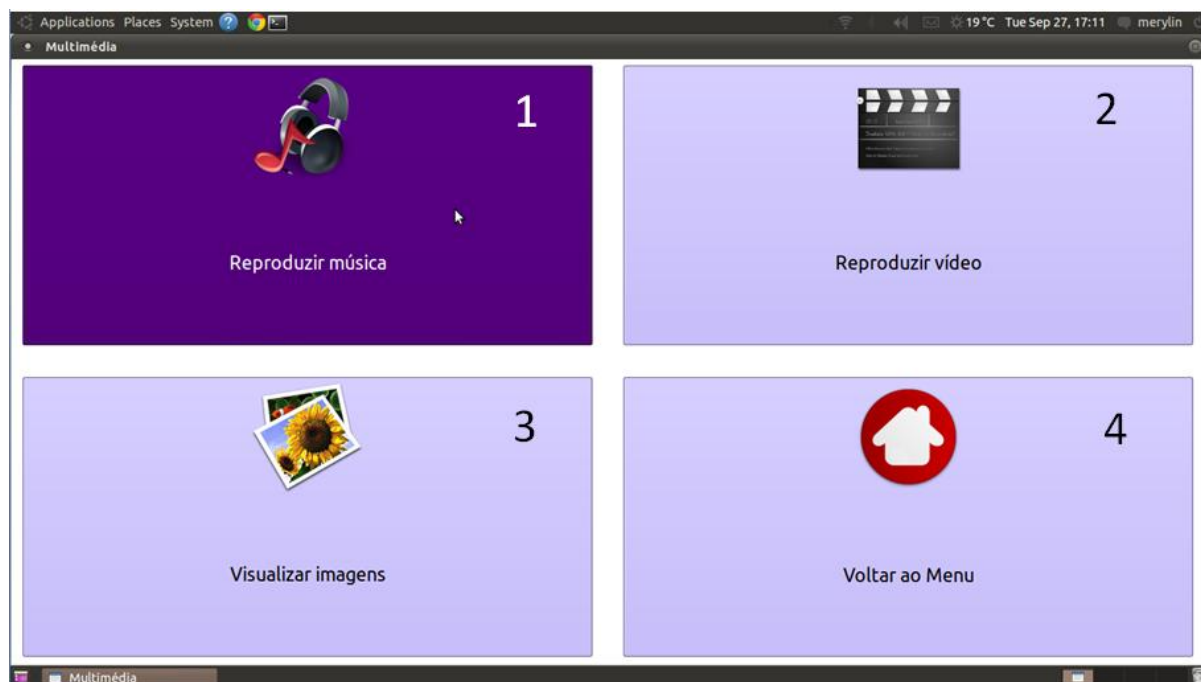 Applications Places System ? 19 °C Tue Sep 27, 17:11 merylin
Multimédia
1
Reproduzir música
2
Reproduzir vídeo
3
Visualizar imagens
4
Voltar ao Menu
Multimédia